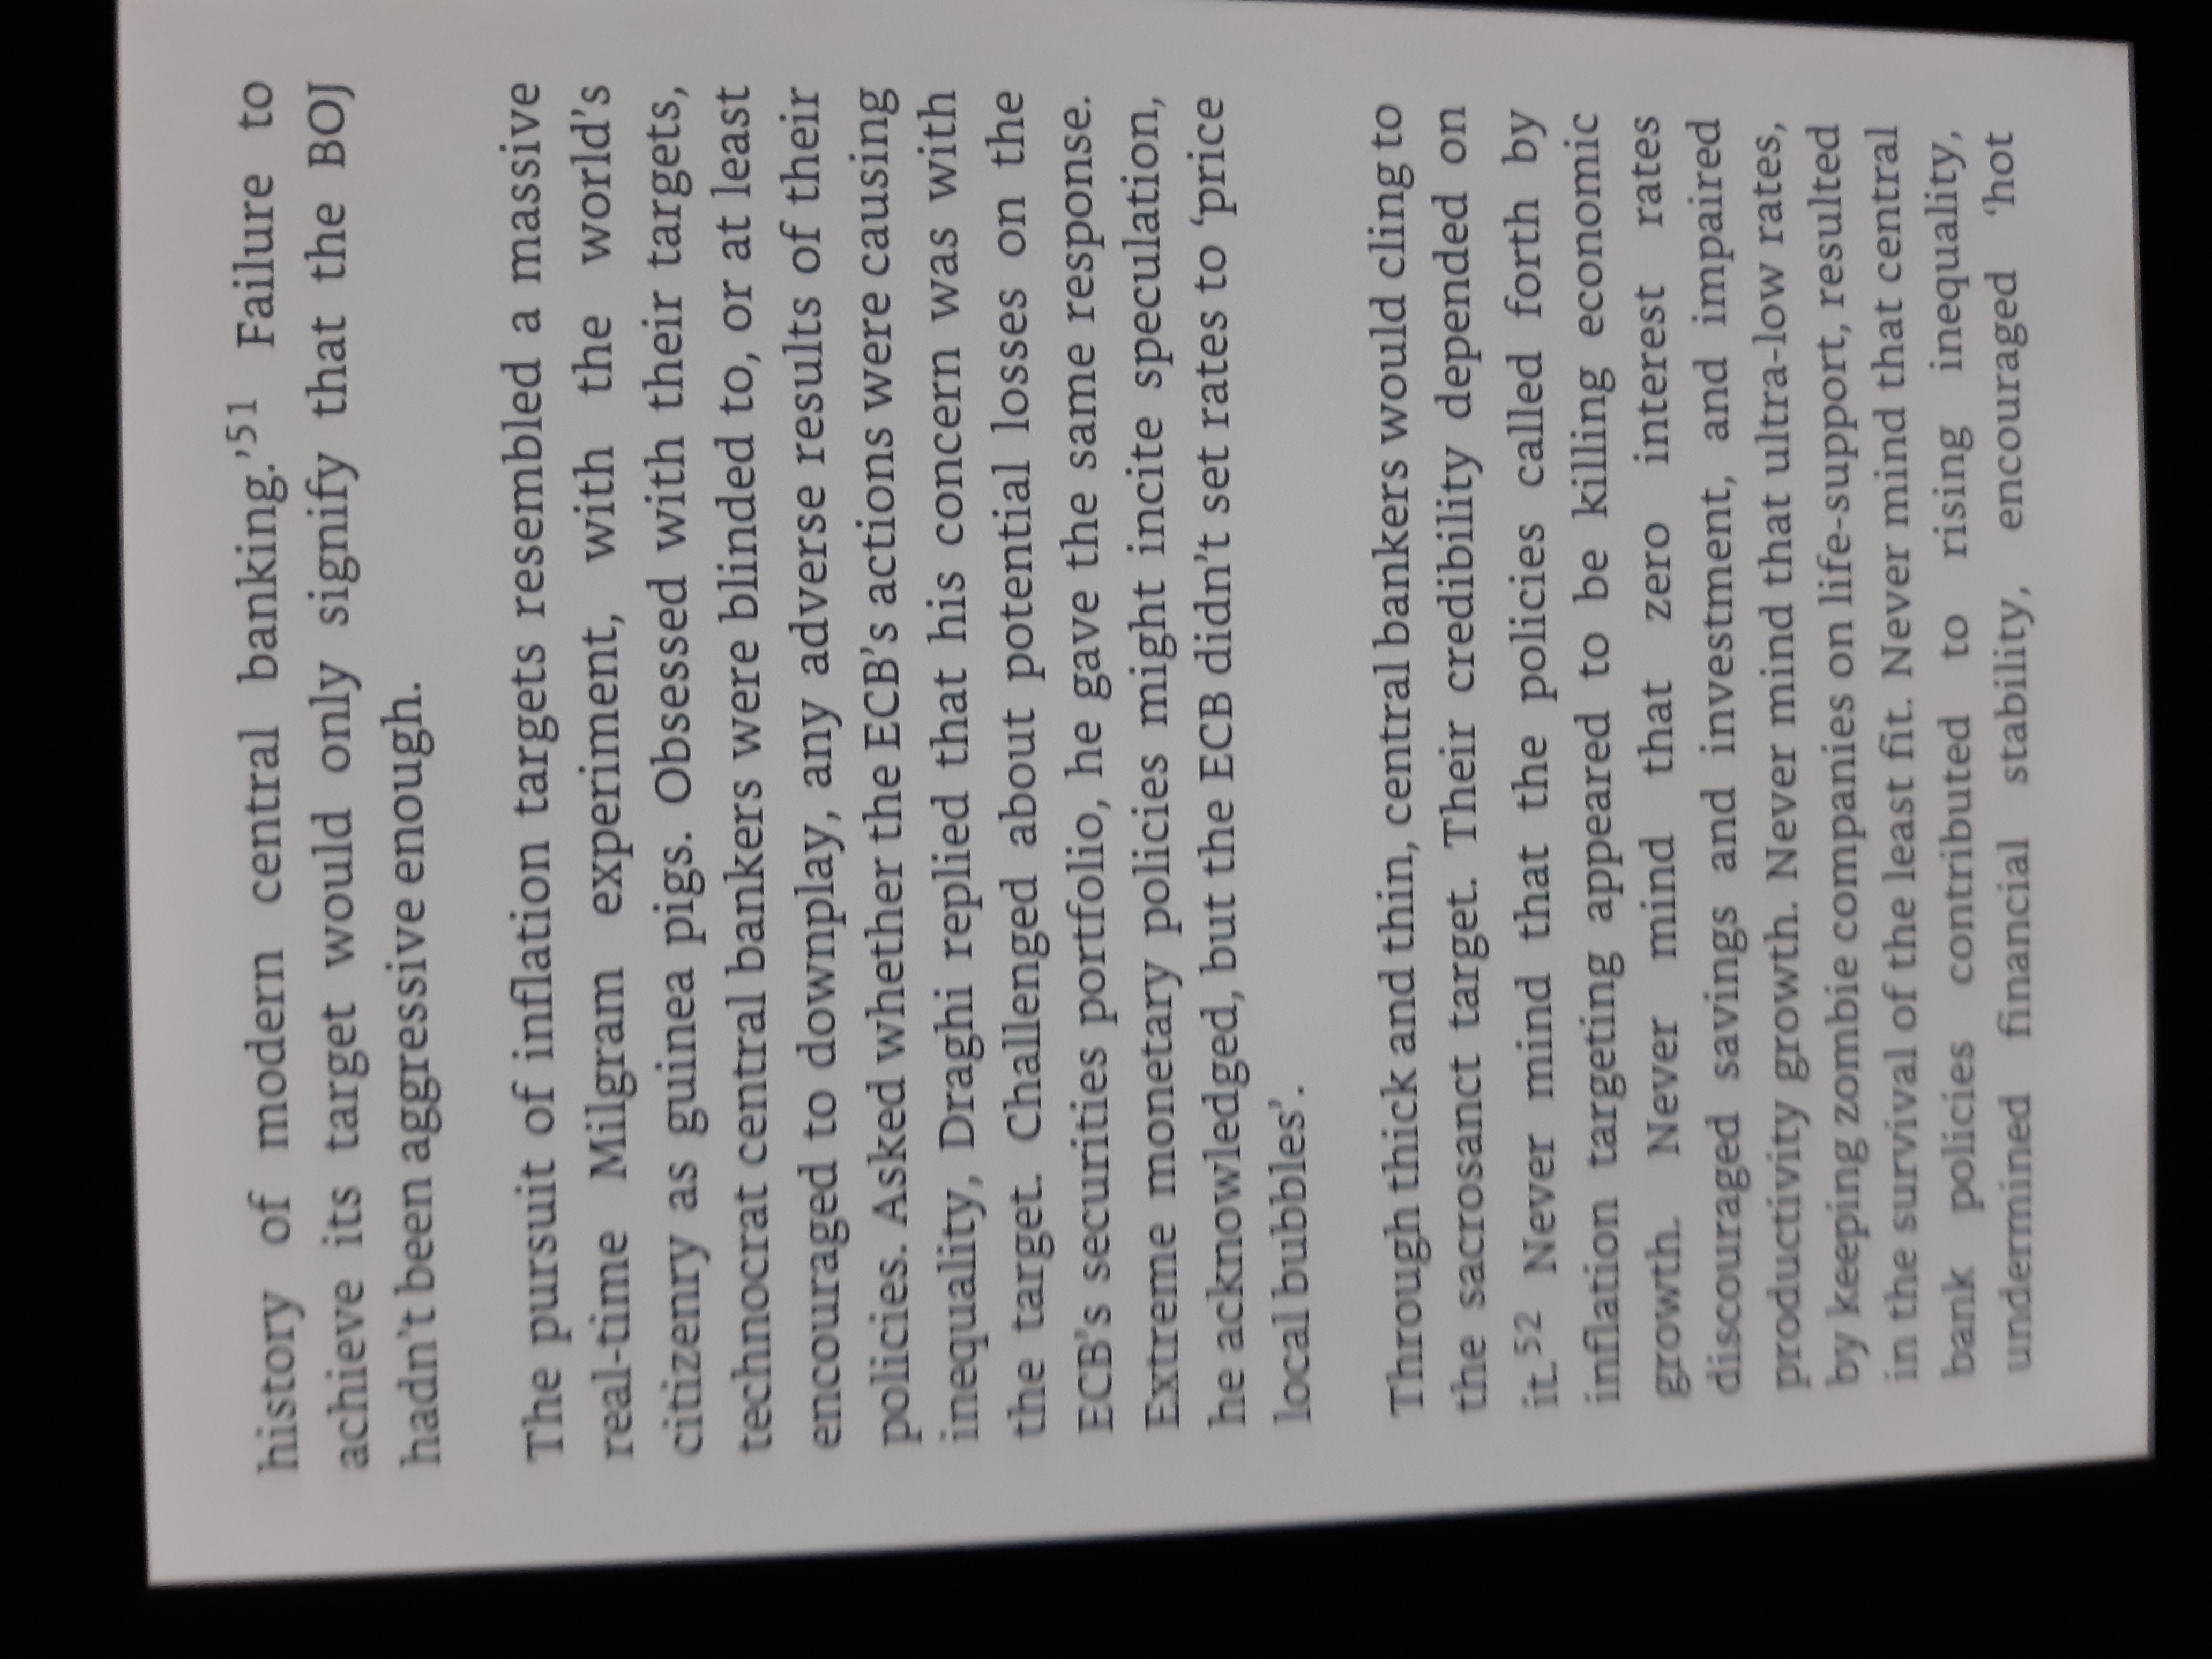 history of modern central banking.’51 Failure to
achieve its target would only signify that the BOJ
hadn’t been aggressive enough.
The pursuit of inflation targets resembled a massive
real-time Milgram experiment, with the world’s
citizenry as guinea pigs. Obsessed with their targets,
technocrat central bankers were blinded to, or at least
encouraged to downplay, any adverse results of their
policies. Asked whether the ECB’s actions were causing
inequality, Draghi replied that his concern was with
the target. Challenged about potential losses on the
ECB’s securities portfolio, he gave the same response.
Extreme monetary policies might incite speculation,
he acknowledged, but the ECB didn’t set rates to ‘price
local bubbles’.
Through thick and thin, central bankers would cling to
the sacrosanct target. Their credibility depended on
it.52 Never mind that the policies called forth by
inflation targeting appeared to be killing economic
growth. Never mind that zero interest rates
discouraged savings and investment, and impaired
productivity growth. Never mind that ultra-low rates,
by keeping zombie companies on life-support, resulted
in the survival of the least fit. Never mind that central
bank policies contributed to rising inequality,
undermined financial stability, encouraged ‘hot